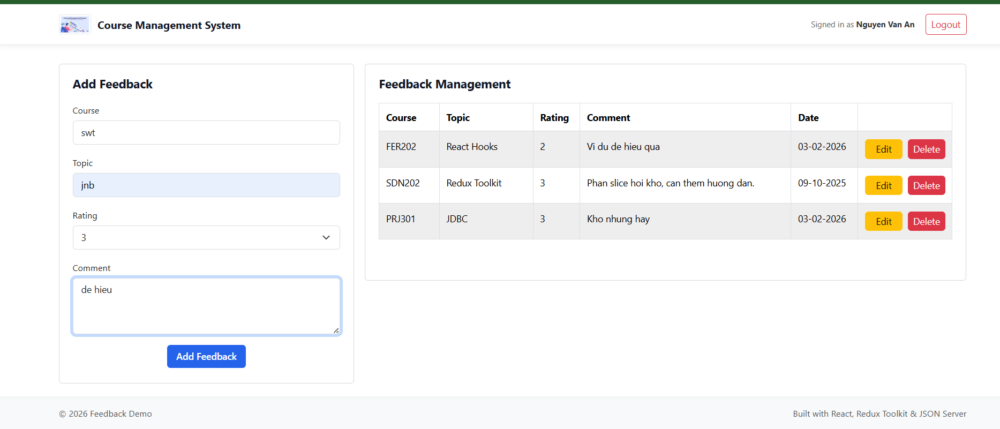 Course Management System
Signed in as Nguyen Van An
Logout
Add Feedback
Course
swt
Topic
jnb
Rating
3
Comment
de hieu
Add Feedback
Feedback Management
Course Topic Rating Comment Date
FER202 React Hooks 2 Vi du de hieu qua 03-02-2026 Edit Delete
SDN202 Redux Toolkit 3 Phan slice hoi kho, can them huong dan. 09-10-2025 Edit Delete
PRJ301 JDBC 3 Kho nhung hay 03-02-2026 Edit Delete
© 2026 Feedback Demo
Built with React, Redux Toolkit & JSON Server